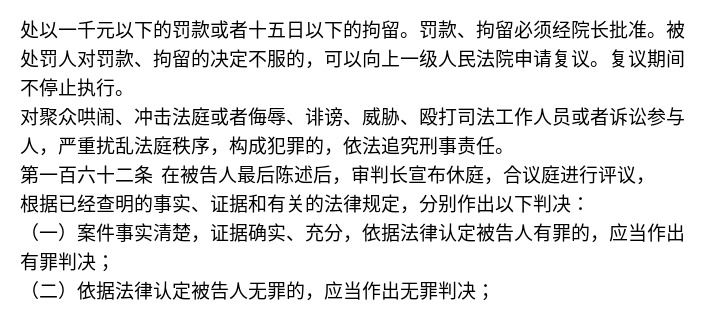 处以一千元以下的罚款或者十五日以下的拘留。罚款、拘留必须经院长批准。被
处罚人对罚款、拘留的决定不服的，可以向上一级人民法院申请复议。复议期间
不停止执行。
对聚众哄闹、冲击法庭或者侮辱、诽谤、威胁、殴打司法工作人员或者诉讼参与
人，严重扰乱法庭秩序，构成犯罪的，依法追究刑事责任。
第一百六十二条 在被告人最后陈述后，审判长宣布休庭，合议庭进行评议，
根据已经查明的事实、证据和有关的法律规定，分别作出以下判决：
（一）案件事实清楚，证据确实、充分，依据法律认定被告人有罪的，应当作出
有罪判决；
（二）依据法律认定被告人无罪的，应当作出无罪判决；